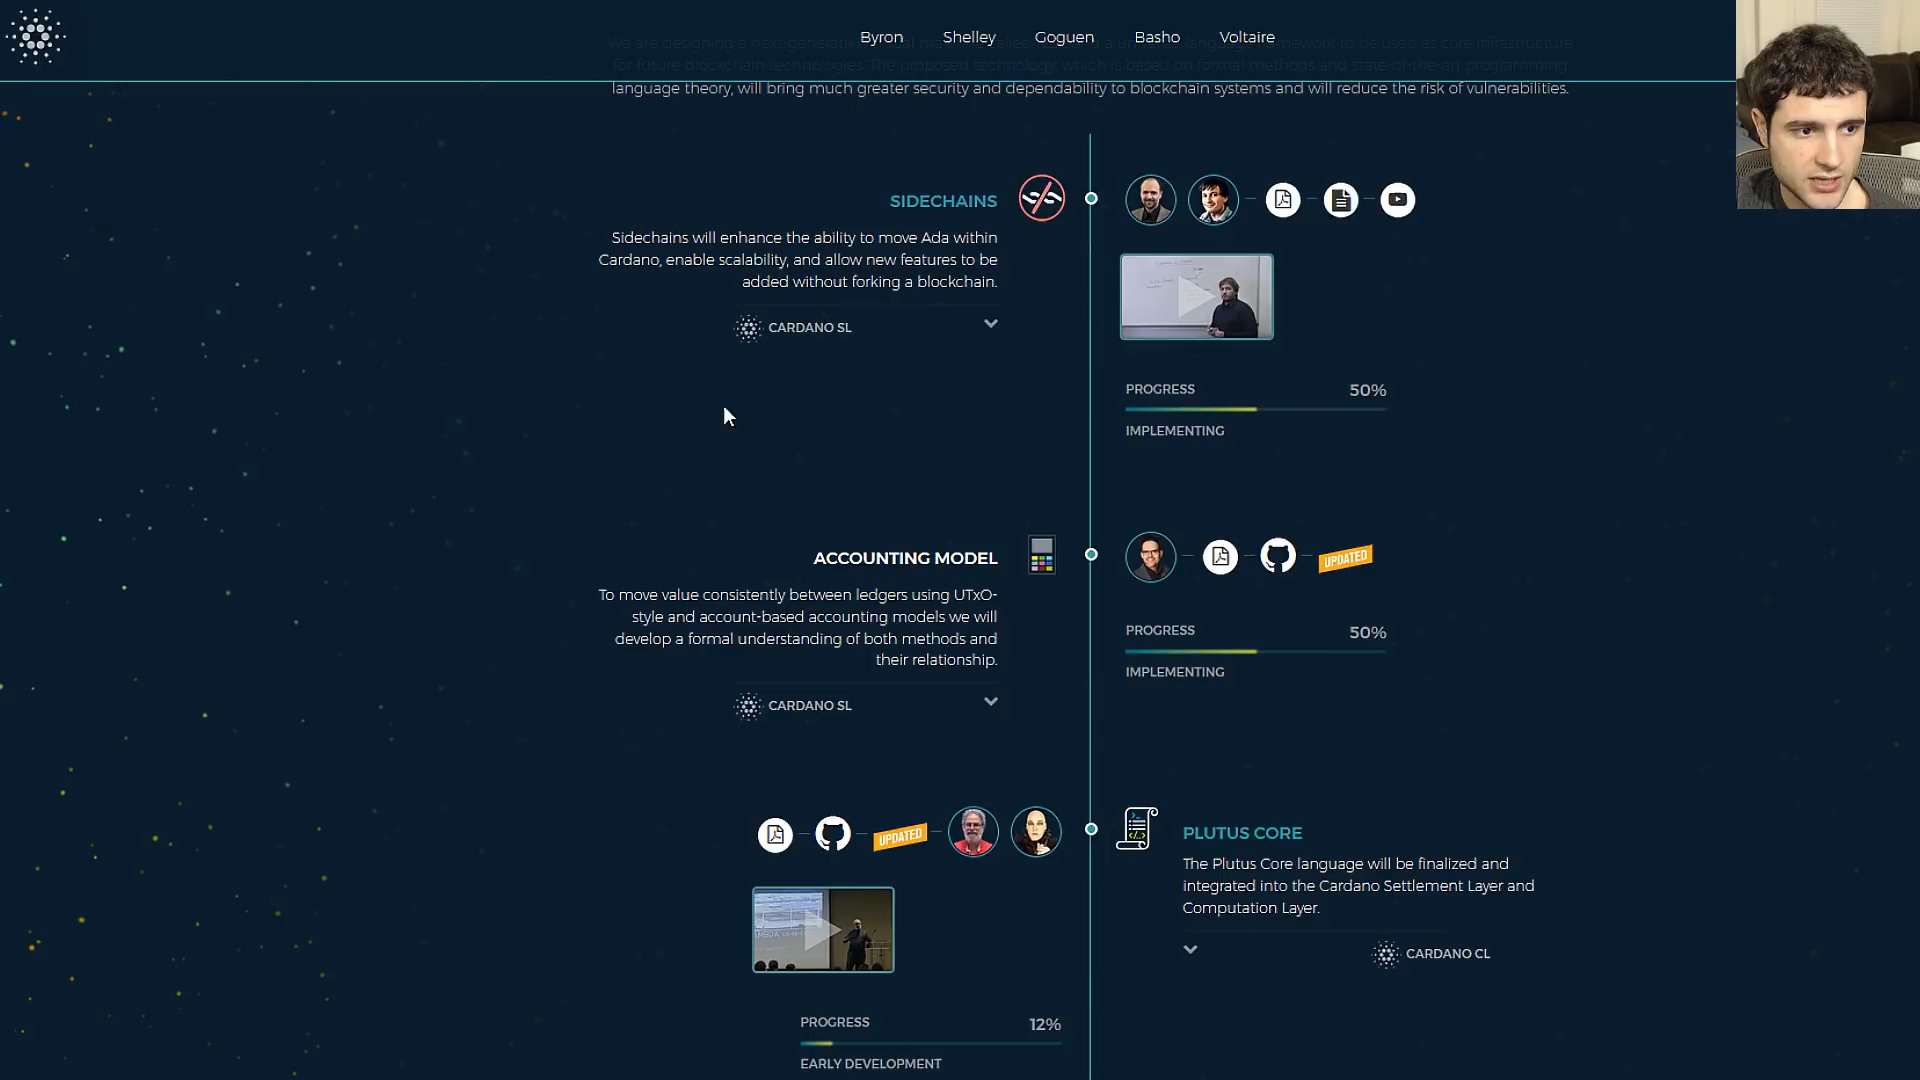 Byron Shelley Goguen Basho Voltaire
language theory, will bring much greater security and dependability to blockchain systems and will reduce the risk of vulnerabilities.
SIDECHAINS
Sidechains will enhance the ability to move Ada within
Cardano, enable scalability, and allow new features to be
added without forking a blockchain.
CARDANO SL
PROGRESS 50%
IMPLEMENTING
ACCOUNTING MODEL
UPDATED
To move value consistently between ledgers using UTxO-
style and account-based accounting models we will
develop a formal understanding of both methods and
their relationship.
CARDANO SL
PROGRESS 50%
IMPLEMENTING
UPDATED
PLUTUS CORE
The Plutus Core language will be finalized and
integrated into the Cardano Settlement Layer and
Computation Layer.
CARDANO CL
PROGRESS 12%
EARLY DEVELOPMENT